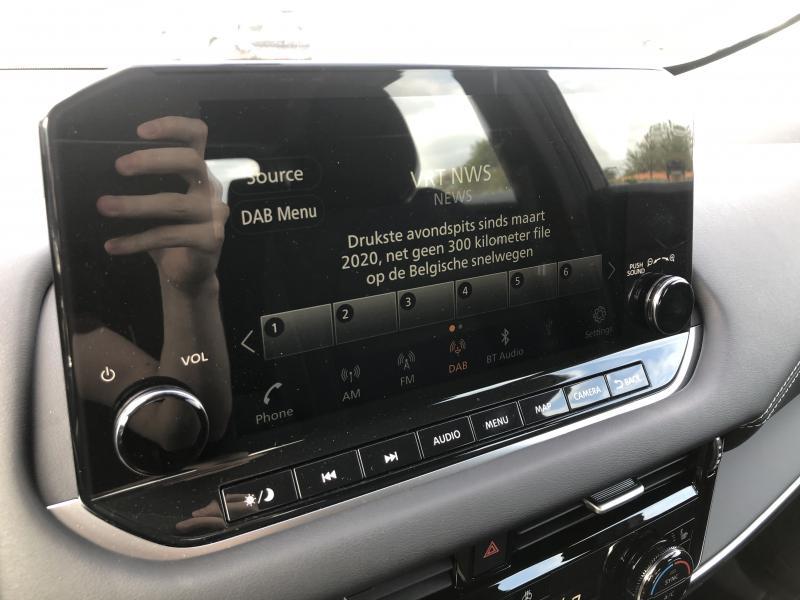 Source
DAB Menu
VRT NWS
NEWS
Drukste avondspits sinds maart
2020, net geen 300 kilometer file
op de Belgische snelwegen
1 2 3 4 5 6
Phone AM FM DAB BT Audio Settings
VOL
PUSH
SOUND
AUDIO MENU MAP CAMERA BACK
SYNC